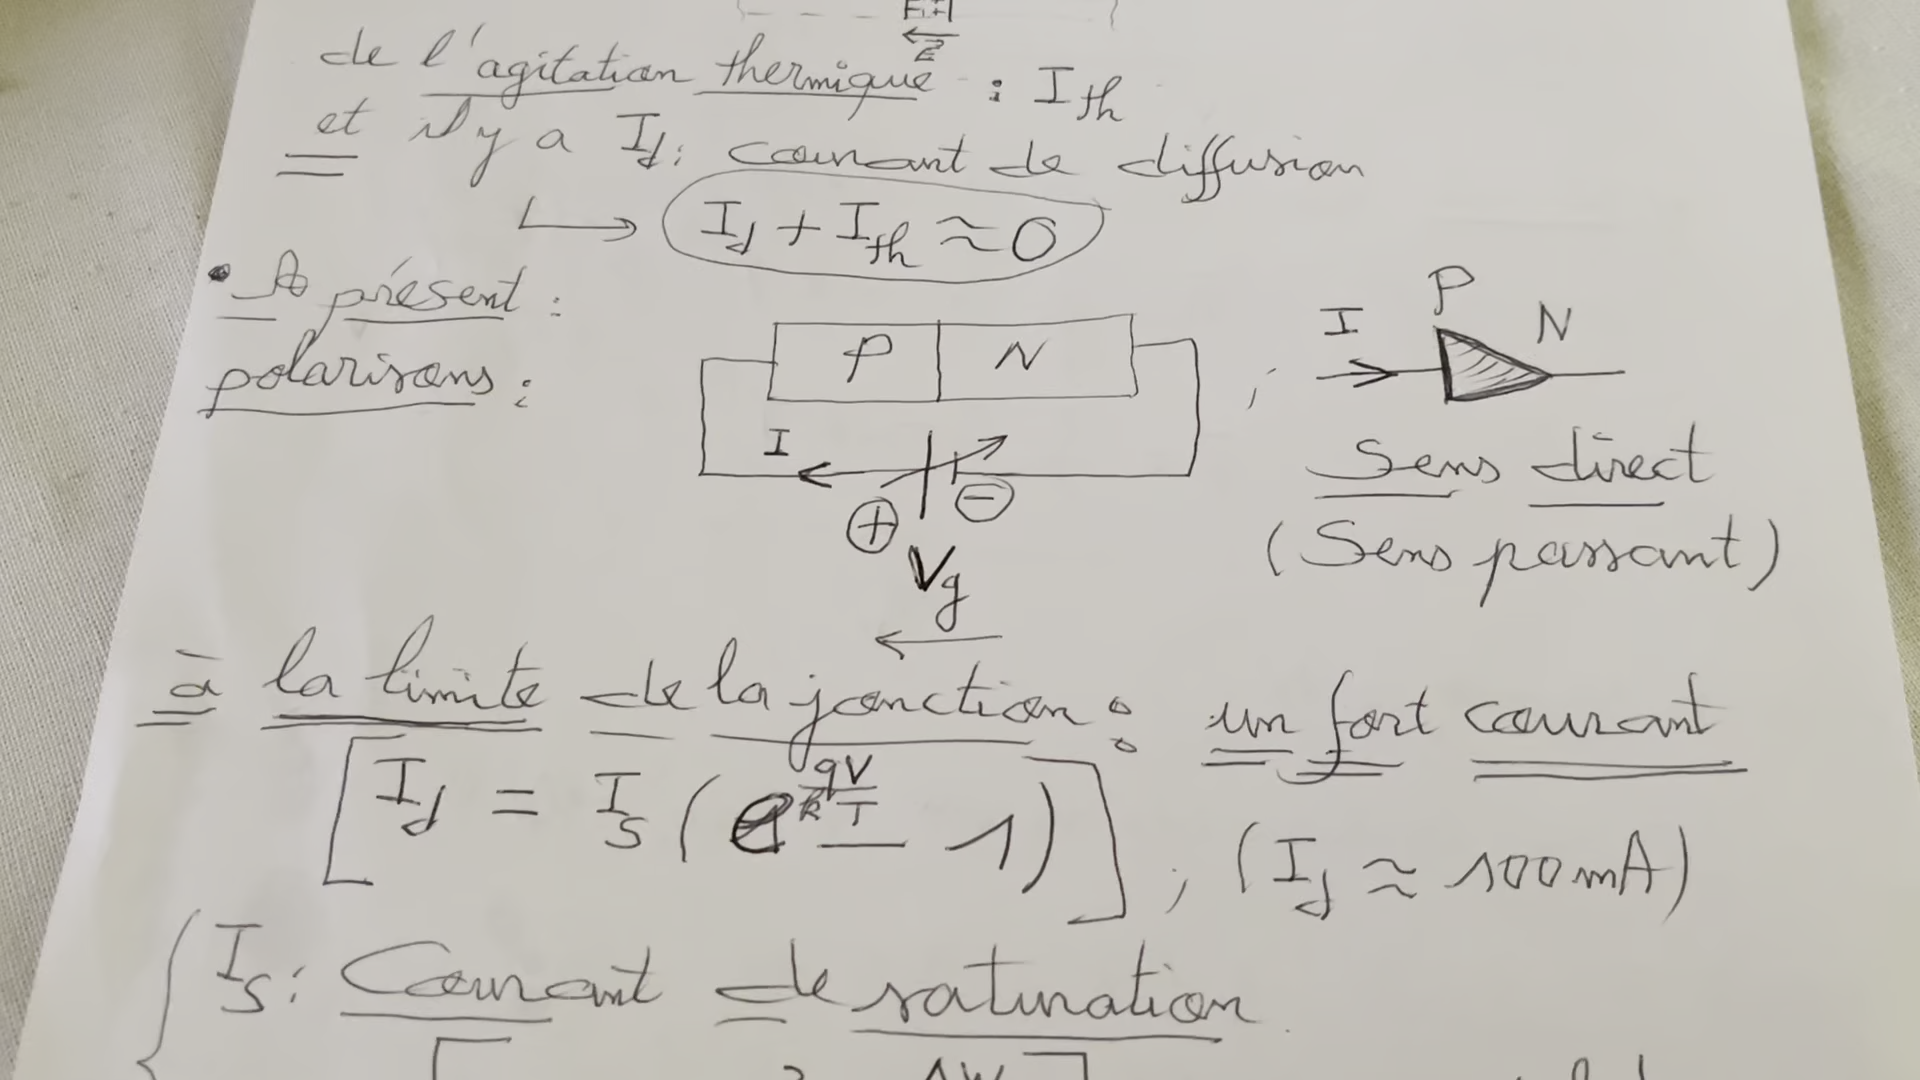 de l'agitation thermique : Ith
et il y a Id : courant de diffusion
Id + Ith ≈ 0
• A présent :
polarisons :
P N
I
+ −
Vg
P
I N
Sens direct
(Sens passant)
à la limite de la jonction : un fort courant
[Id = Is (e^(qV/kT) − 1)] ; (Id ≈ 100 mA)
Is : Courant de saturation